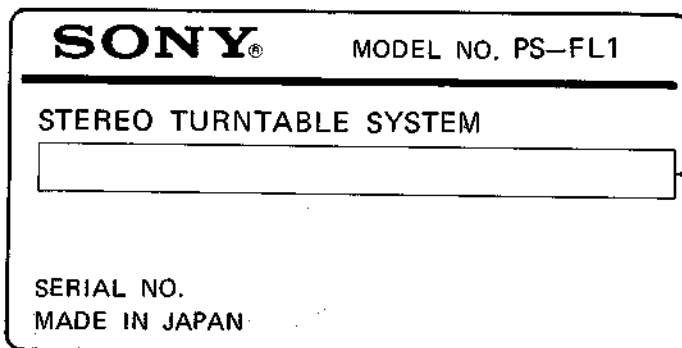 SONY® MODEL NO. PS-FL1
STEREO TURNTABLE SYSTEM
SERIAL NO.
MADE IN JAPAN